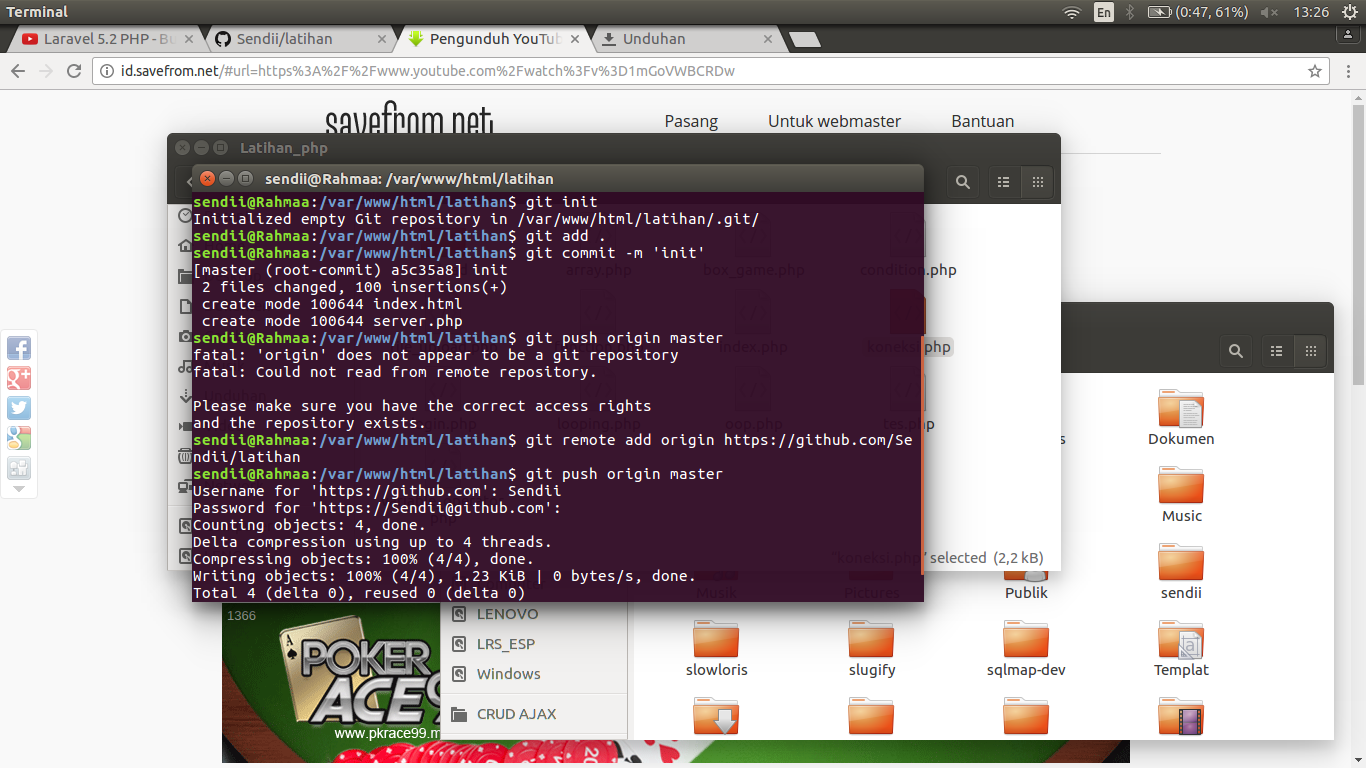 Terminal
En
(0:47, 61%)
13:26
Laravel 5.2 PHP - Bu
Sendii/latihan
Pengunduh YouTub
Unduhan
id.savefrom.net/#url=https%3A%2F%2Fwww.youtube.com%2Fwatch%3Fv%3D1mGoVWBCRDw
savefrom.net
Pasang
Untuk webmaster
Bantuan
Latihan_php
sendii@Rahmaa: /var/www/html/latihan
sendii@Rahmaa:/var/www/html/latihan$ git init
Initialized empty Git repository in /var/www/html/latihan/.git/
sendii@Rahmaa:/var/www/html/latihan$ git add .
sendii@Rahmaa:/var/www/html/latihan$ git commit -m 'init'
[master (root-commit) a5c35a8] init
2 files changed, 100 insertions(+)
create mode 100644 index.html
create mode 100644 server.php
sendii@Rahmaa:/var/www/html/latihan$ git push origin master
fatal: 'origin' does not appear to be a git repository
fatal: Could not read from remote repository.
Please make sure you have the correct access rights
and the repository exists.
sendii@Rahmaa:/var/www/html/latihan$ git remote add origin https://github.com/Se
ndii/latihan
sendii@Rahmaa:/var/www/html/latihan$ git push origin master
Username for 'https://github.com': Sendii
Password for 'https://Sendii@github.com':
Counting objects: 4, done.
Delta compression using up to 4 threads.
Compressing objects: 100% (4/4), done.
Writing objects: 100% (4/4), 1.23 KiB | 0 bytes/s, done.
Total 4 (delta 0), reused 0 (delta 0)
array.php
box_game.php
condition.php
index.php
koneksi.php
looping.php
oop.php
tes.php
"koneksi.php" selected (2,2 kB)
Dokumen
Music
Musik
Pictures
Publik
sendii
slowloris
slugify
sqlmap-dev
Templat
LENOVO
LRS_ESP
Windows
CRUD AJAX
1366
A
POKER
ACE9
www.pkrace99.m